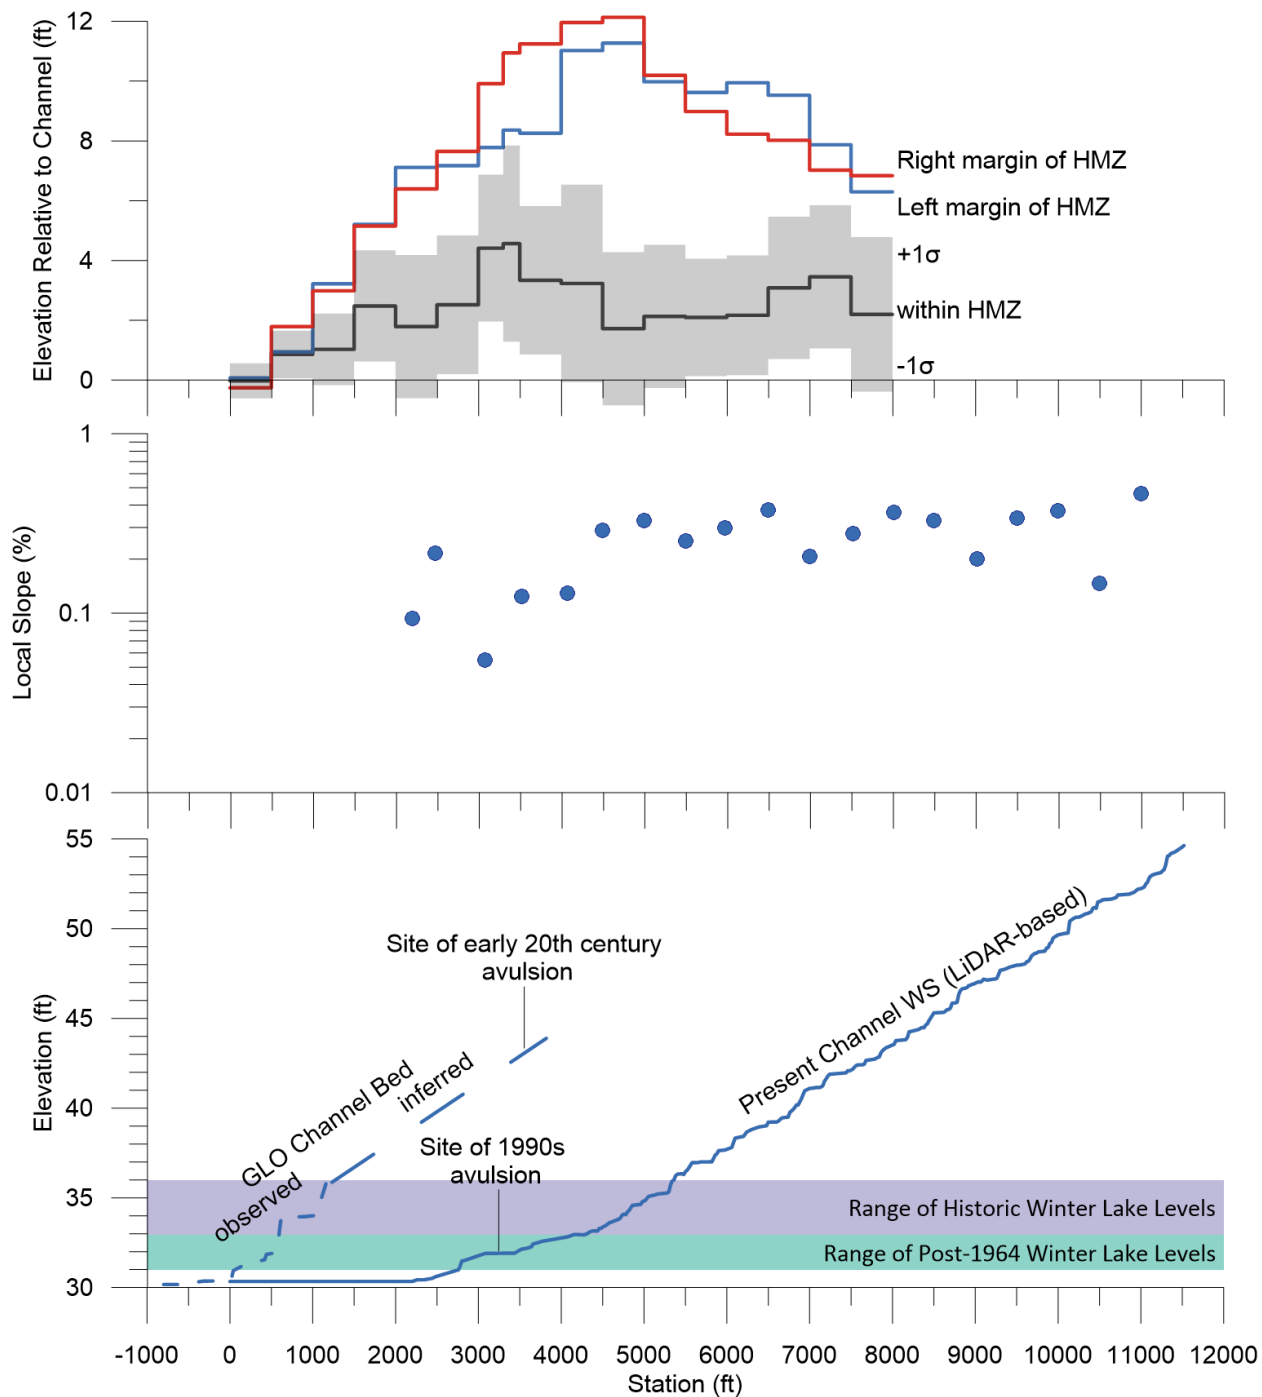 Elevation Relative to Channel (ft)
12
8
4
0
Right margin of HMZ
Left margin of HMZ
+1σ
within HMZ
-1σ
Local Slope (%)
1
0.1
0.01
Elevation (ft)
55
50
45
40
35
30
Site of early 20th century
avulsion
Present Channel WS (LiDAR-based)
GLO Channel Bed
inferred
observed
Site of 1990s
avulsion
Range of Historic Winter Lake Levels
Range of Post-1964 Winter Lake Levels
-1000 0 1000 2000 3000 4000 5000 6000 7000 8000 9000 10000 11000 12000
Station (ft)